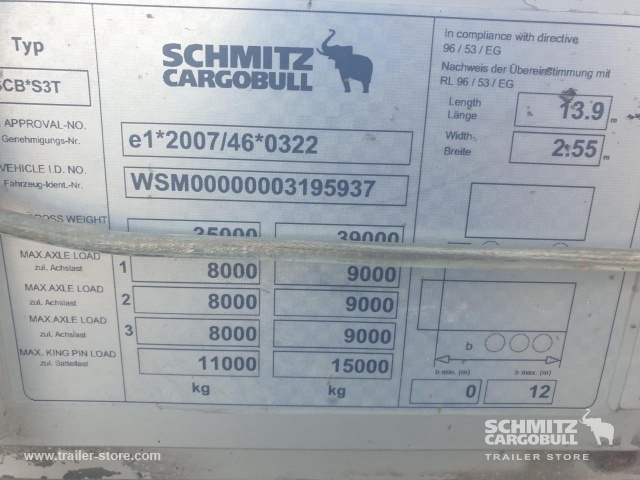 Typ
SCHMITZ
CARGOBULL
CB*S3T
APPROVAL-NO.
Genehmigungs-Nr.
e1*2007/46*0322
VEHICLE I.D. NO.
Fahrzeug-Ident.-Nr.
WSM00000003195937
GROSS WEIGHT
35000 39000
MAX.AXLE LOAD
zul. Achslast
1 8000 9000
MAX.AXLE LOAD
zul. Achslast
2 8000 9000
MAX.AXLE LOAD
zul. Achslast
3 8000 9000
MAX. KING PIN LOAD
zul. Sattellast
11000 15000
kg kg
In compliance with directive
96 / 53 / EG
Nachweis der Übereinstimmung mit
RL 96 / 53 / EG
Length
Länge
13.9 m
Width
Breite
2.55 m
b
b min. (m) b max. (m)
0 12
www.trailer-store.com
SCHMITZ
CARGOBULL
TRAILER STORE